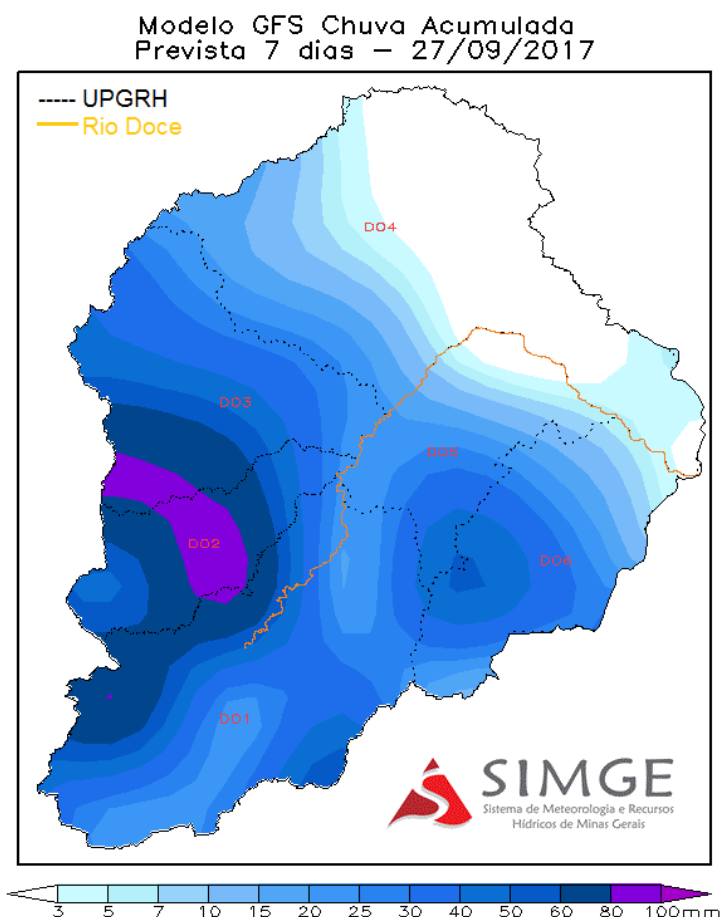 Modelo GFS Chuva Acumulada
Prevista 7 dias – 27/09/2017
----- UPGRH
Rio Doce
DO4
DO3
DO5
DO2
DO6
DO1
SIMGE
Sistema de Meteorologia e Recursos
Hídricos de Minas Gerais
3 5 7 10 15 20 25 30 40 50 60 80 100mm